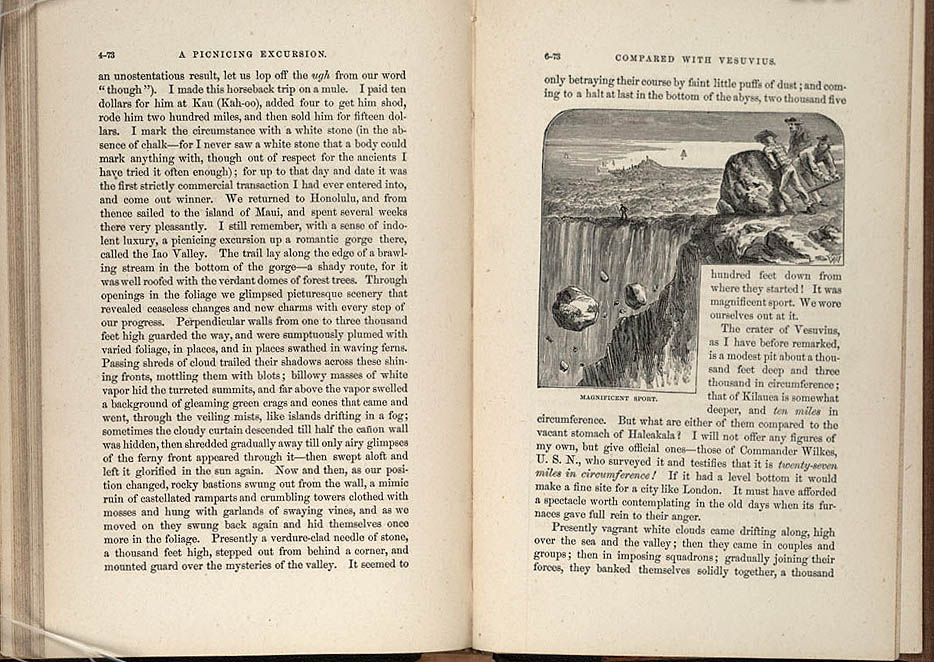 4-73
A PICNICING EXCURSION.
an unostentatious result, let us lop off the ugh from our word
"though"). I made this horseback trip on a mule. I paid ten
dollars for him at Kau (Kah-oo), added four to get him shod,
rode him two hundred miles, and then sold him for fifteen dol-
lars. I mark the circumstance with a white stone (in the ab-
sence of chalk—for I never saw a white stone that a body could
mark anything with, though out of respect for the ancients I
have tried it often enough); for up to that day and date it was
the first strictly commercial transaction I had ever entered into,
and come out winner. We returned to Honolulu, and from
thence sailed to the island of Maui, and spent several weeks
there very pleasantly. I still remember, with a sense of indo-
lent luxury, a picnicing excursion up a romantic gorge there,
called the Iao Valley. The trail lay along the edge of a brawl-
ing stream in the bottom of the gorge—a shady route, for it
was well roofed with the verdant domes of forest trees. Through
openings in the foliage we glimpsed picturesque scenery that
revealed ceaseless changes and new charms with every step of
our progress. Perpendicular walls from one to three thousand
feet high guarded the way, and were sumptuously plumed with
varied foliage, in places, and in places swathed in waving ferns.
Passing shreds of cloud trailed their shadows across these shin-
ing fronts, mottling them with blots; billowy masses of white
vapor hid the turreted summits, and far above the vapor swelled
a background of gleaming green crags and cones that came and
went, through the veiling mists, like islands drifting in a fog;
sometimes the cloudy curtain descended till half the cañon wall
was hidden, then shredded gradually away till only airy glimpses
of the ferny front appeared through it—then swept aloft and
left it glorified in the sun again. Now and then, as our posi-
tion changed, rocky bastions swung out from the wall, a mimic
ruin of castellated ramparts and crumbling towers clothed with
mosses and hung with garlands of swaying vines, and as we
moved on they swung back again and hid themselves once
more in the foliage. Presently a verdure-clad needle of stone,
a thousand feet high, stepped out from behind a corner, and
mounted guard over the mysteries of the valley. It seemed to
6-73
COMPARED WITH VESUVIUS.
only betraying their course by faint little puffs of dust; and com-
ing to a halt at last in the bottom of the abyss, two thousand five
MAGNIFICENT SPORT.
hundred feet down from
where they started! It was
magnificent sport. We wore
ourselves out at it.
The crater of Vesuvius,
as I have before remarked,
is a modest pit about a thou-
sand feet deep and three
thousand in circumference;
that of Kilauea is somewhat
deeper, and ten miles in
circumference. But what are either of them compared to the
vacant stomach of Haleakala? I will not offer any figures of
my own, but give official ones—those of Commander Wilkes,
U. S. N., who surveyed it and testifies that it is twenty-seven
miles in circumference! If it had a level bottom it would
make a fine site for a city like London. It must have afforded
a spectacle worth contemplating in the old days when its fur-
naces gave full rein to their anger.
Presently vagrant white clouds came drifting along, high
over the sea and the valley; then they came in couples and
groups; then in imposing squadrons; gradually joining their
forces, they banked themselves solidly together, a thousand